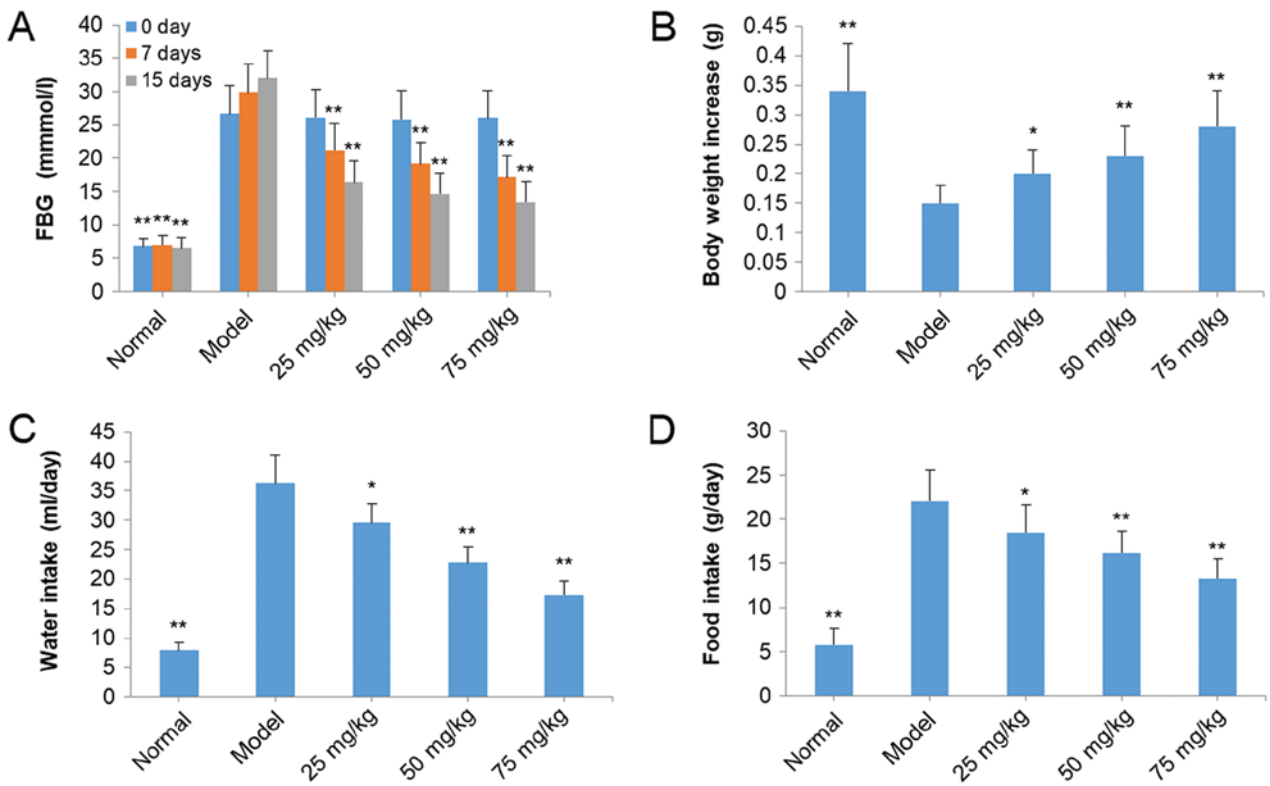 A
FBG (mmmol/l)
40
35
30
25
20
15
10
5
0
0 day
7 days
15 days
** ** **
** **
** **
** **
Normal
Model
25 mg/kg
50 mg/kg
75 mg/kg
B
Body weight increase (g)
0.45
0.4
0.35
0.3
0.25
0.2
0.15
0.1
0.05
0
**
*
**
**
Normal
Model
25 mg/kg
50 mg/kg
75 mg/kg
C
Water intake (ml/day)
45
40
35
30
25
20
15
10
5
0
**
*
**
**
Normal
Model
25 mg/kg
50 mg/kg
75 mg/kg
D
Food intake (g/day)
30
25
20
15
10
5
0
**
*
**
**
Normal
Model
25 mg/kg
50 mg/kg
75 mg/kg